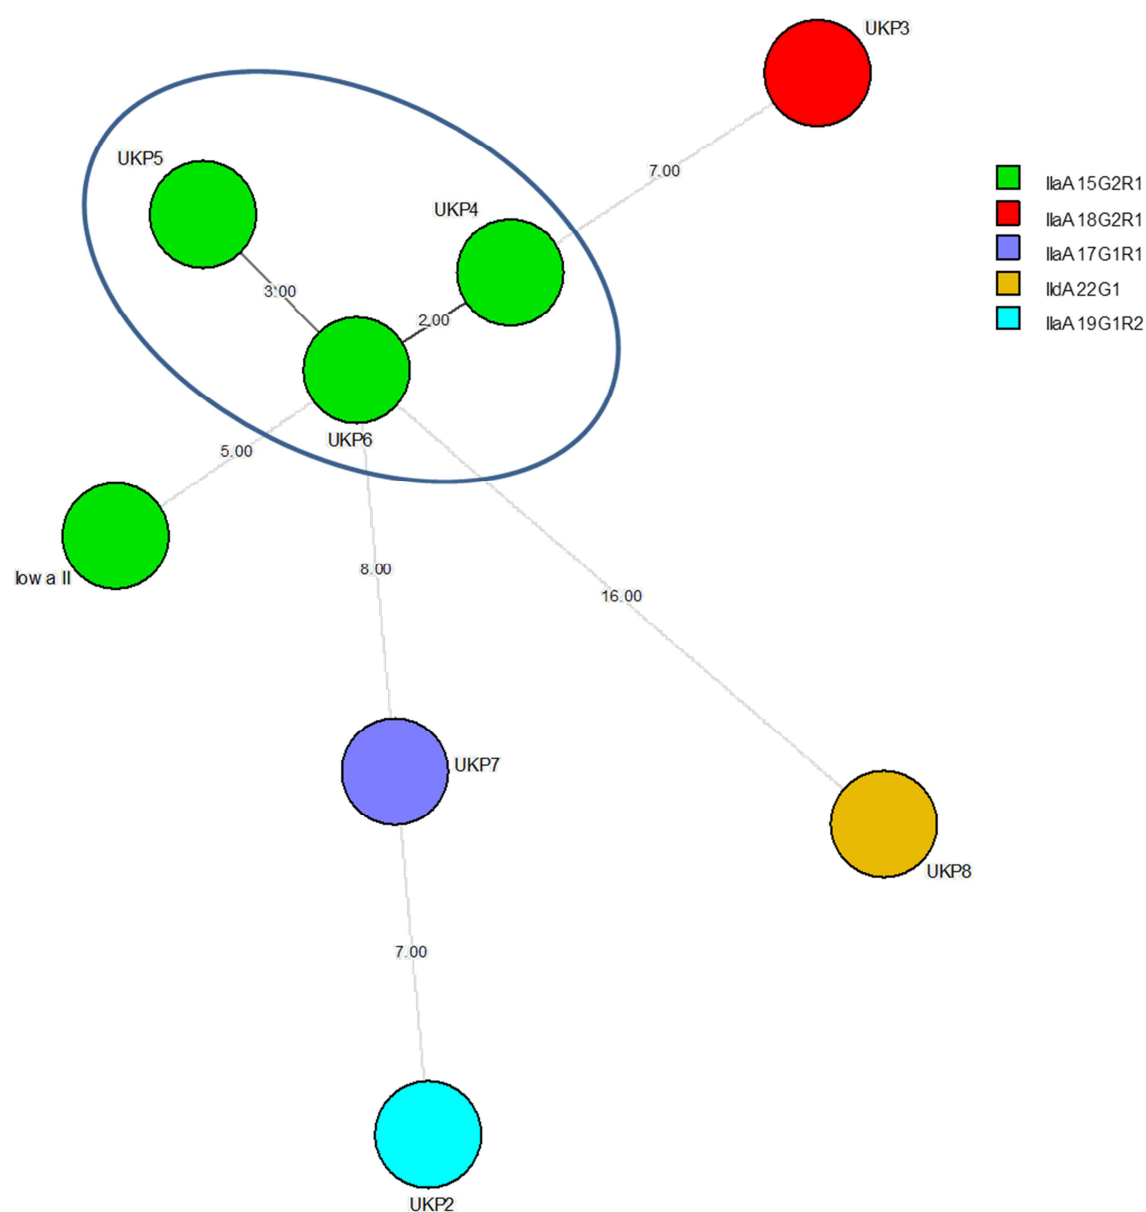 UKP3
UKP5
7.00
IIaA15G2R1
UKP4
IIaA18G2R1
IIaA17G1R1
3.00
IIdA22G1
2.00
IIaA19G1R2
UKP6
5.00
Iowa II
8.00
16.00
UKP7
UKP8
7.00
UKP2